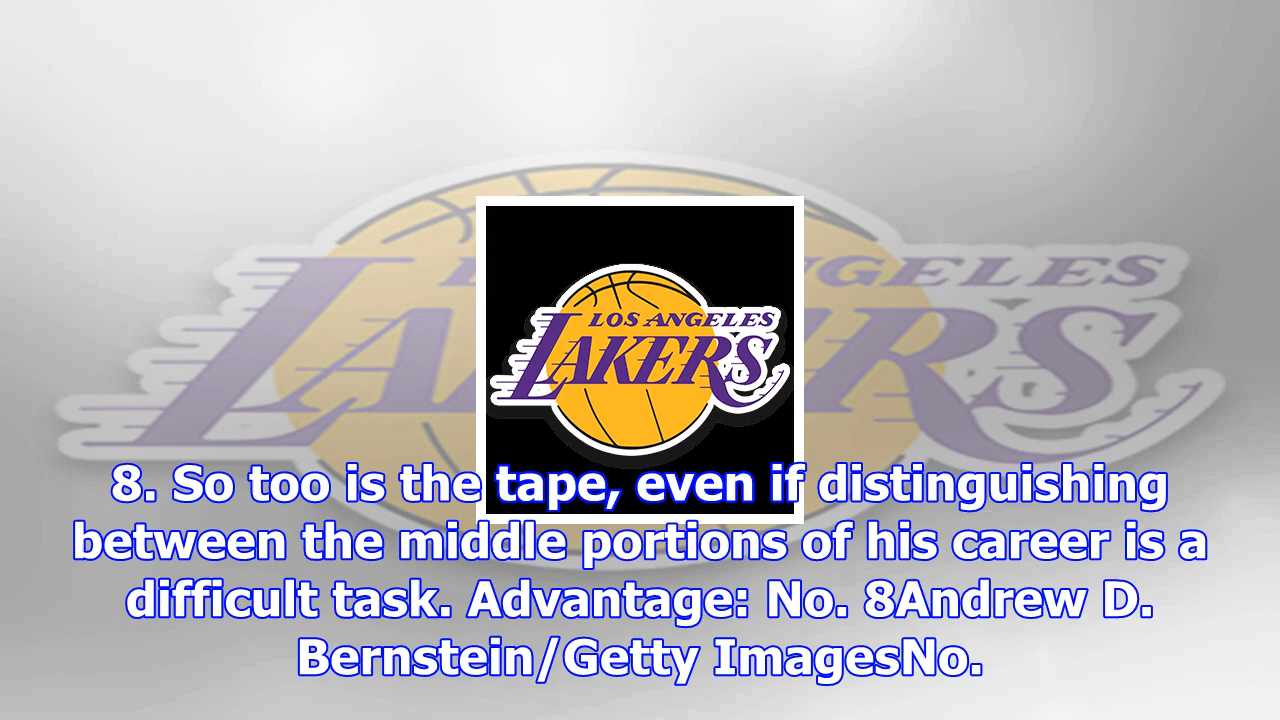 LOS ANGELES
LAKERS
8. So too is the tape, even if distinguishing
between the middle portions of his career is a
difficult task. Advantage: No. 8Andrew D.
Bernstein/Getty ImagesNo.